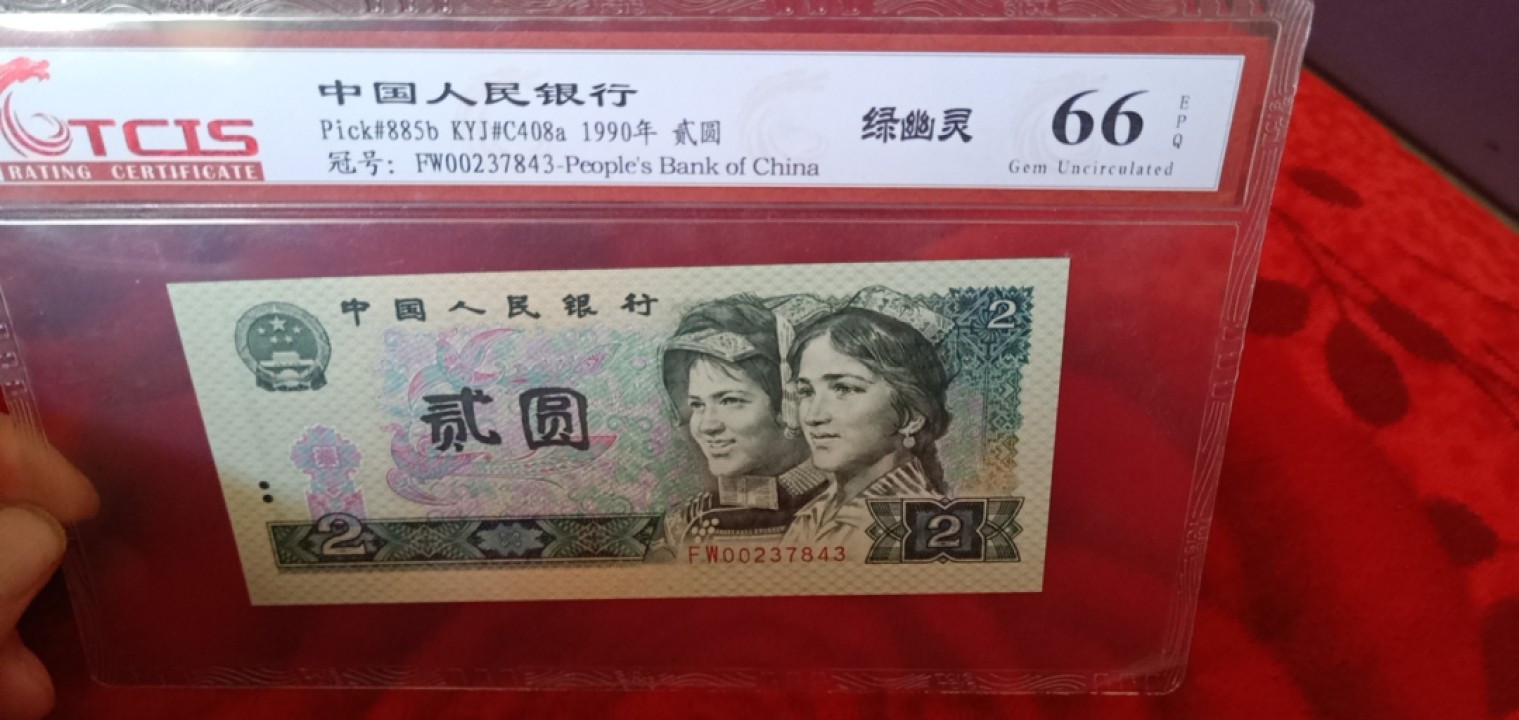 TCIS
RATING CERTIFICATE
中国人民银行
Pick#885b KYJ#C408a 1990年 贰圆
冠号: FW00237843-People's Bank of China
绿幽灵
66
EPQ
Gem Uncirculated
中国人民银行
2
贰圆
2
FW00237843
2